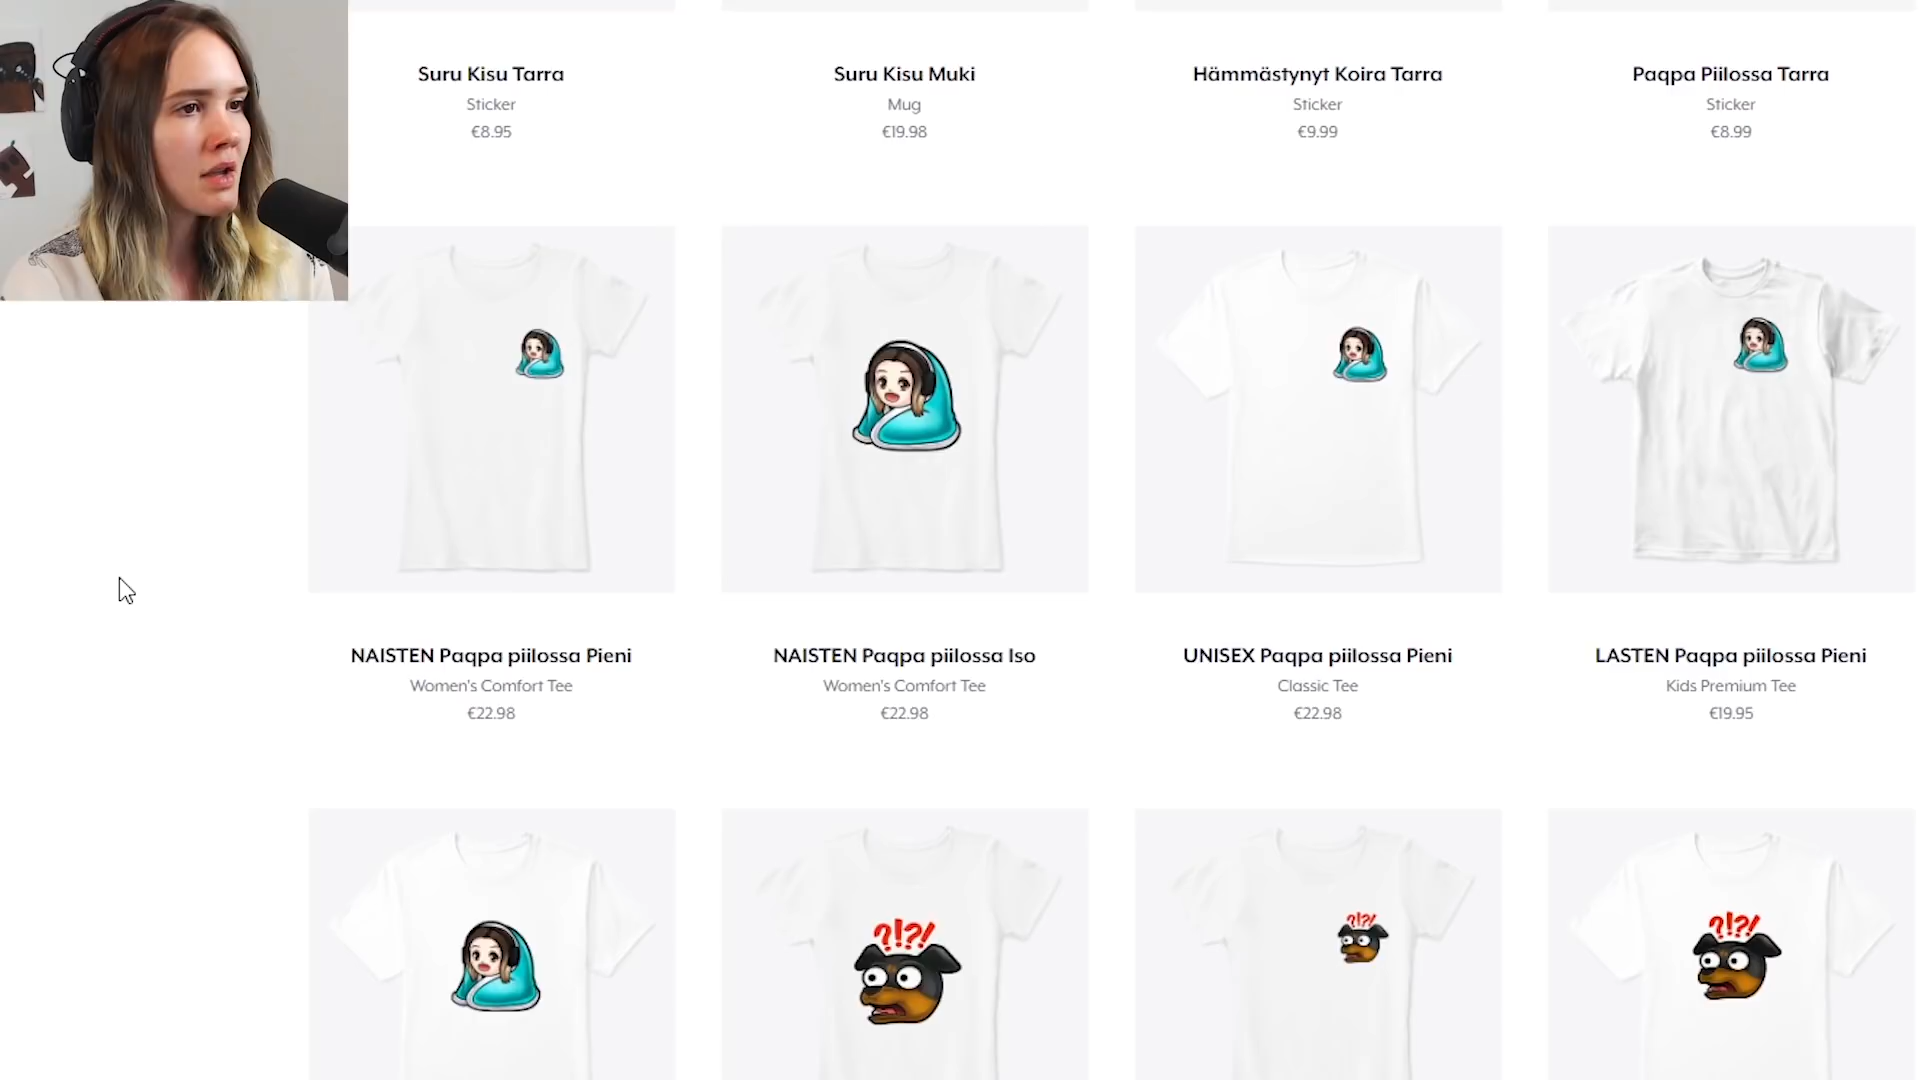 Suru Kisu Tarra
Sticker
€8.95
Suru Kisu Muki
Mug
€19.98
Hämmästynyt Koira Tarra
Sticker
€9.99
Paqpa Piilossa Tarra
Sticker
€8.99
NAISTEN Paqpa piilossa Pieni
Women's Comfort Tee
€22.98
NAISTEN Paqpa piilossa Iso
Women's Comfort Tee
€22.98
UNISEX Paqpa piilossa Pieni
Classic Tee
€22.98
LASTEN Paqpa piilossa Pieni
Kids Premium Tee
€19.95
?!?!
?!?!
?!?!